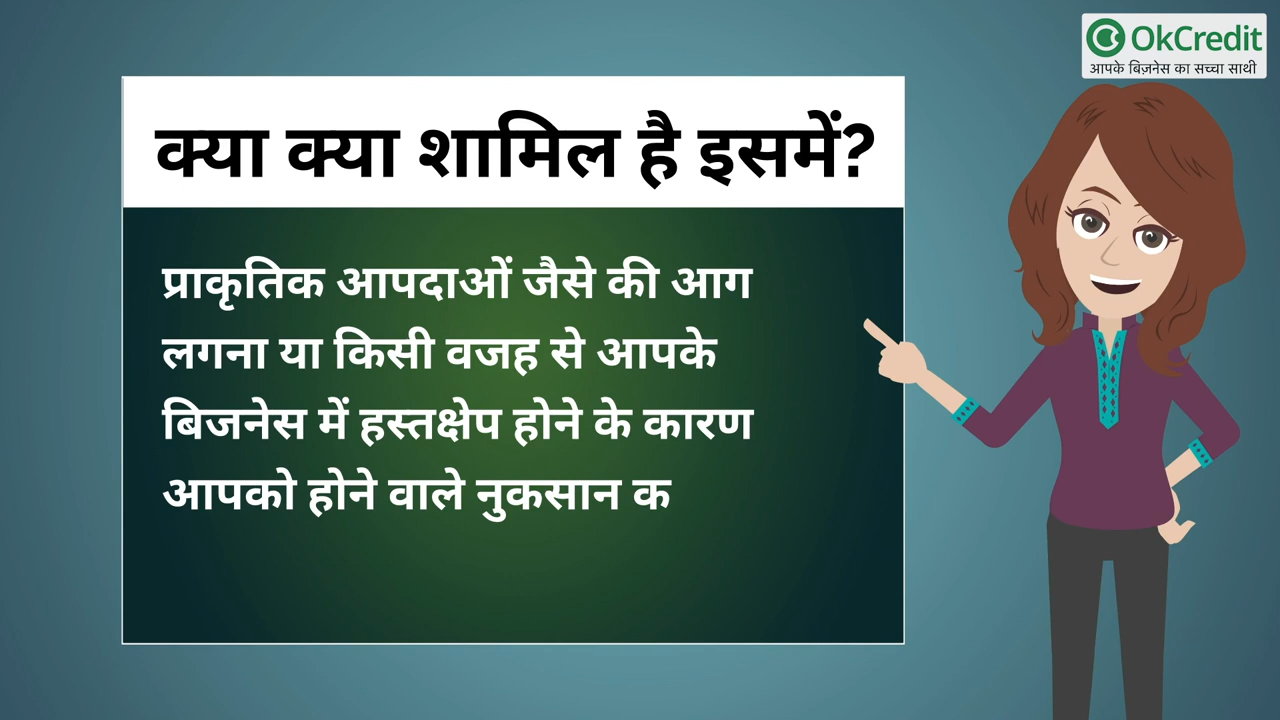 OkCredit
आपके बिज़नेस का सच्चा साथी
क्या क्या शामिल है इसमें?
प्राकृतिक आपदाओं जैसे की आग
लगना या किसी वजह से आपके
बिजनेस में हस्तक्षेप होने के कारण
आपको होने वाले नुकसान क